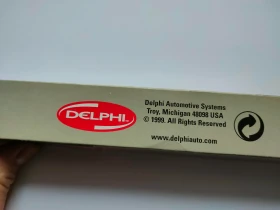 DELPHI
Delphi Automotive Systems
Troy, Michigan 48098 USA
© 1999. All Rights Reserved
www.delphiauto.com